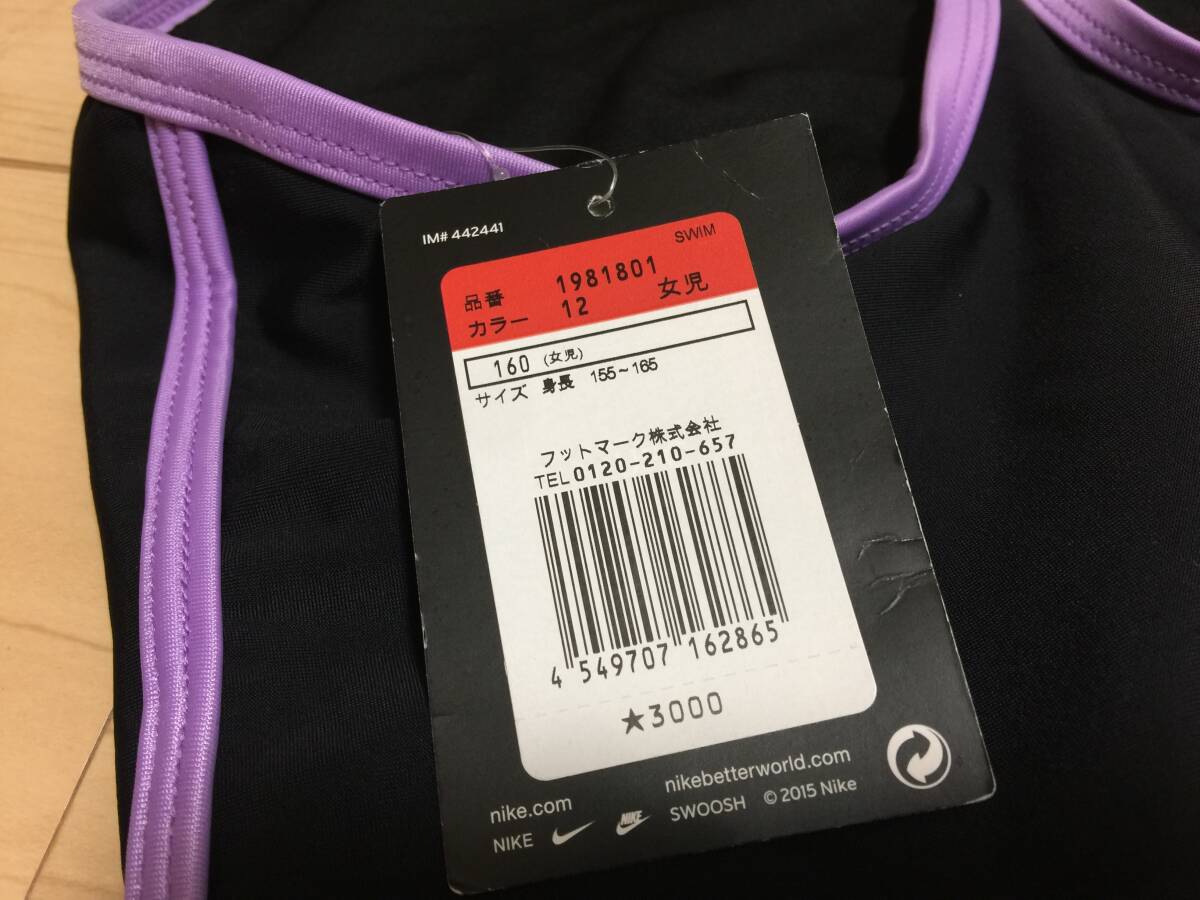 IM# 442441
SWIM
品番 1981801
カラー 12 女児
160 (女児)
サイズ 身長 155~165
フットマーク株式会社
TEL 0120-210-657
4 549707 162865
★3000
nike.com nikebetterworld.com
NIKE NIKE SWOOSH © 2015 Nike